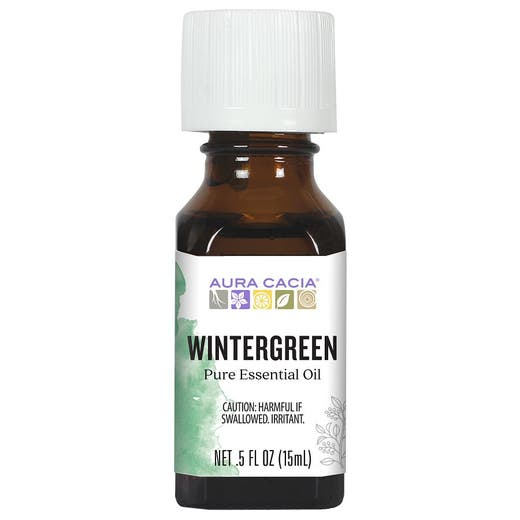 AURA CACIA®
WINTERGREEN
Pure Essential Oil
CAUTION: HARMFUL IF
SWALLOWED. IRRITANT.
NET .5 FL OZ (15mL)